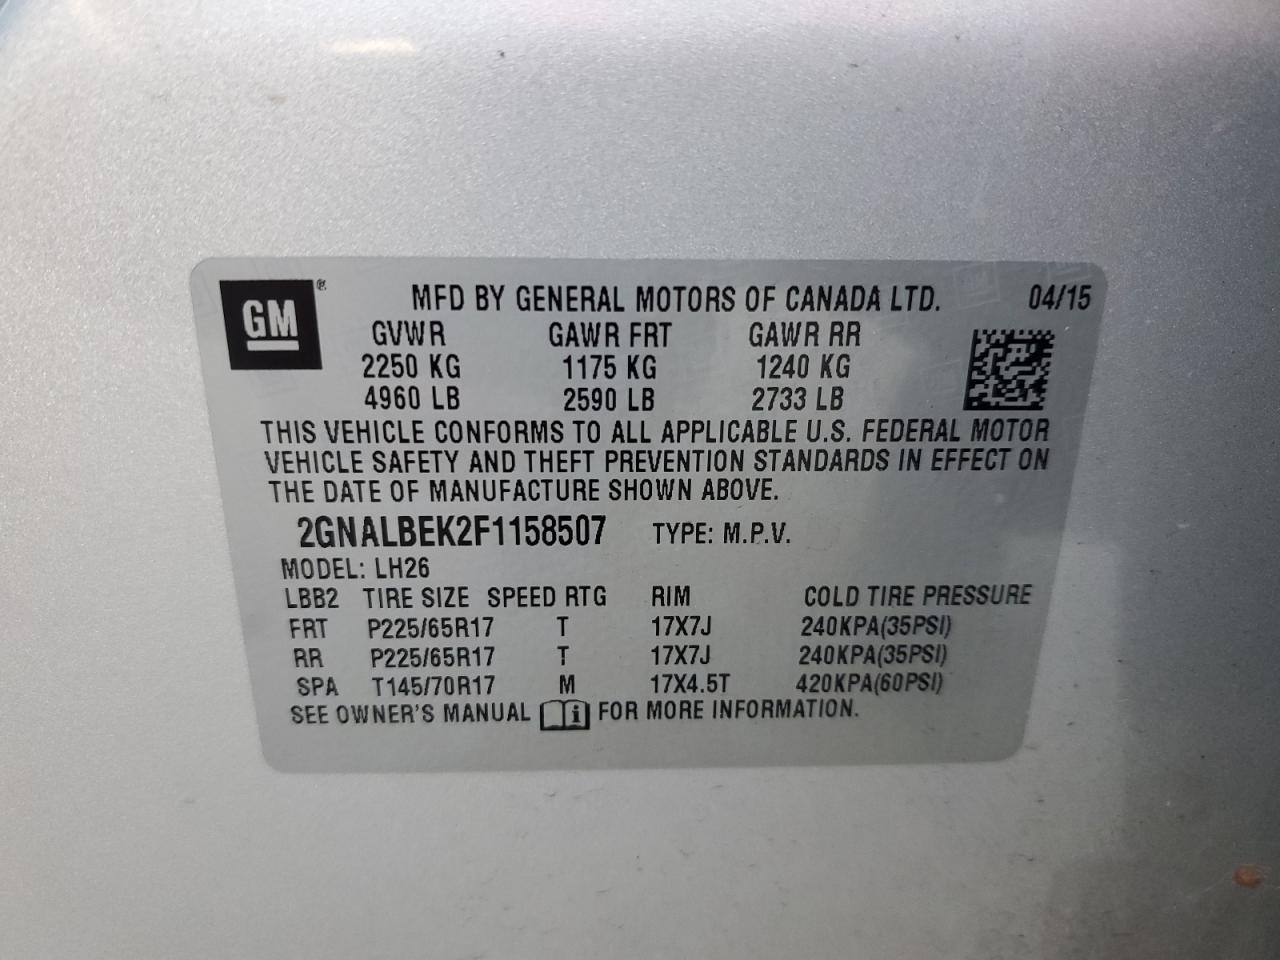 GM® MFD BY GENERAL MOTORS OF CANADA LTD. 04/15
GVWR GAWR FRT GAWR RR
2250 KG 1175 KG 1240 KG
4960 LB 2590 LB 2733 LB
THIS VEHICLE CONFORMS TO ALL APPLICABLE U.S. FEDERAL MOTOR
VEHICLE SAFETY AND THEFT PREVENTION STANDARDS IN EFFECT ON
THE DATE OF MANUFACTURE SHOWN ABOVE.
2GNALBEK2F1158507 TYPE: M.P.V.
MODEL: LH26
LBB2 TIRE SIZE SPEED RTG RIM COLD TIRE PRESSURE
FRT P225/65R17 T 17X7J 240KPA(35PSI)
RR P225/65R17 T 17X7J 240KPA(35PSI)
SPA T145/70R17 M 17X4.5T 420KPA(60PSI)
SEE OWNER'S MANUAL i FOR MORE INFORMATION.